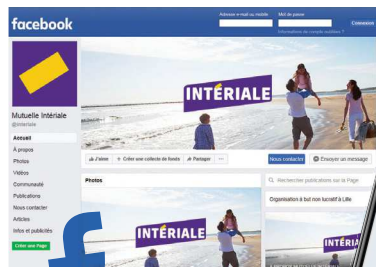 facebook
Adresse e-mail ou mobile
Mot de passe
Connexion
Informations de compte oubliées ?
INTÉRIALE
Mutuelle Intériale
@interiale
Accueil
À propos
Photos
Vidéos
Communauté
Publications
Nous contacter
Articles
Infos et publicités
Créer une Page
J'aime
Créer une collecte de fonds
Partager
Nous contacter
Envoyer un message
Photos
INTÉRIALE
Recherchez publications sur la Page
Organisation à but non lucratif à Lille
INTÉRIALE
f